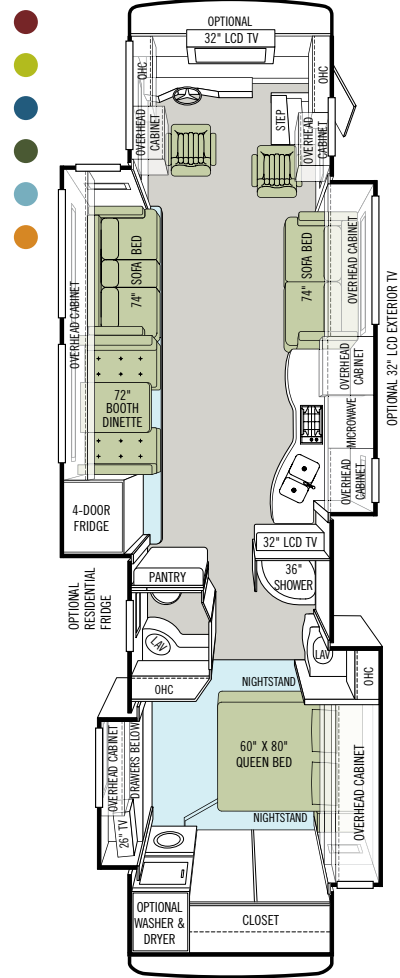 OPTIONAL
32" LCD TV
OHC
OHC
OVERHEAD
CABINET
STEP
OVERHEAD
CABINET
OVERHEAD CABINET
74" SOFA BED
74" SOFA BED
OVERHEAD CABINET
OPTIONAL 32" LCD EXTERIOR TV
72"
BOOTH
DINETTE
OVERHEAD
CABINET
MICROWAVE
OVERHEAD
CABINET
4-DOOR
FRIDGE
32" LCD TV
OPTIONAL
RESIDENTIAL
FRIDGE
PANTRY
36"
SHOWER
LAV
LAV
OHC
NIGHTSTAND
OHC
OVERHEAD CABINET
DRAWERS BELOW
26" TV
60" X 80"
QUEEN BED
OVERHEAD CABINET
NIGHTSTAND
OPTIONAL
WASHER &
DRYER
CLOSET